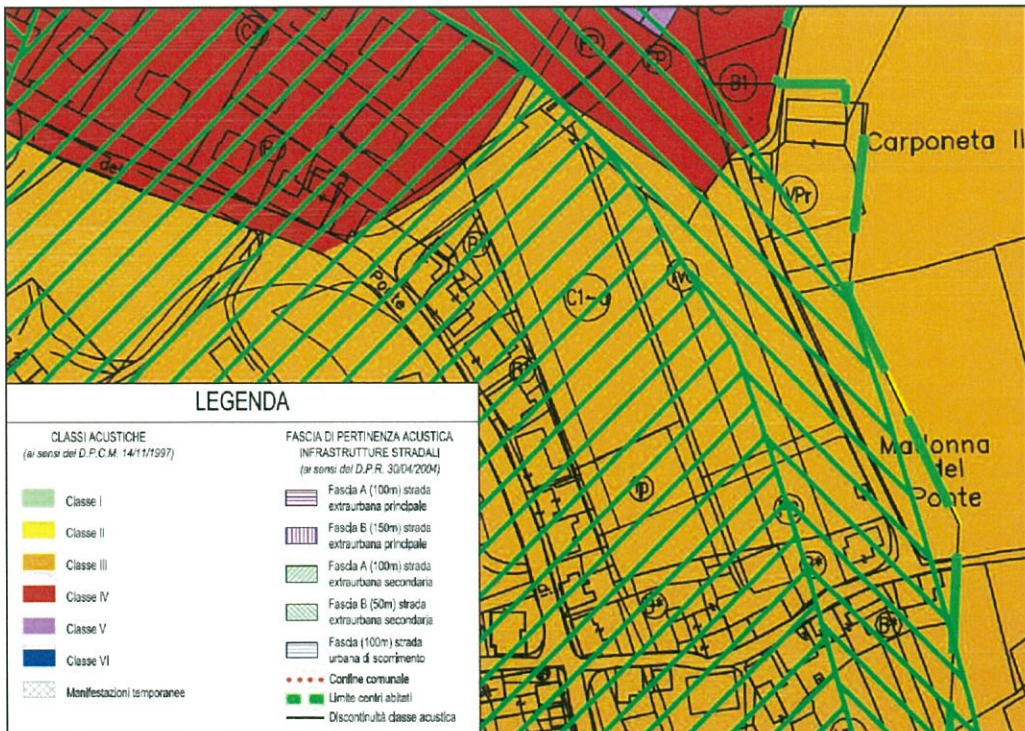 B1
Carponeta II
VPr
del
Ponte
C1-
Madonna
del
Ponte
LEGENDA
CLASSI ACUSTICHE
(ai sensi del D.P.C.M. 14/11/1997)
Classe I
Classe II
Classe III
Classe IV
Classe V
Classe VI
Manifestazioni temporanee
FASCIA DI PERTINENZA ACUSTICA
INFRASTRUTTURE STRADALI
(ai sensi del D.P.R. 30/04/2004)
Fascia A (100m) strada
extraurbana principale
Fascia B (150m) strada
extraurbana principale
Fascia A (100m) strada
extraurbana secondaria
Fascia B (50m) strada
extraurbana secondaria
Fascia (100m) strada
urbana di scorrimento
Confine comunale
Limite centri abitati
Discontinuità classe acustica